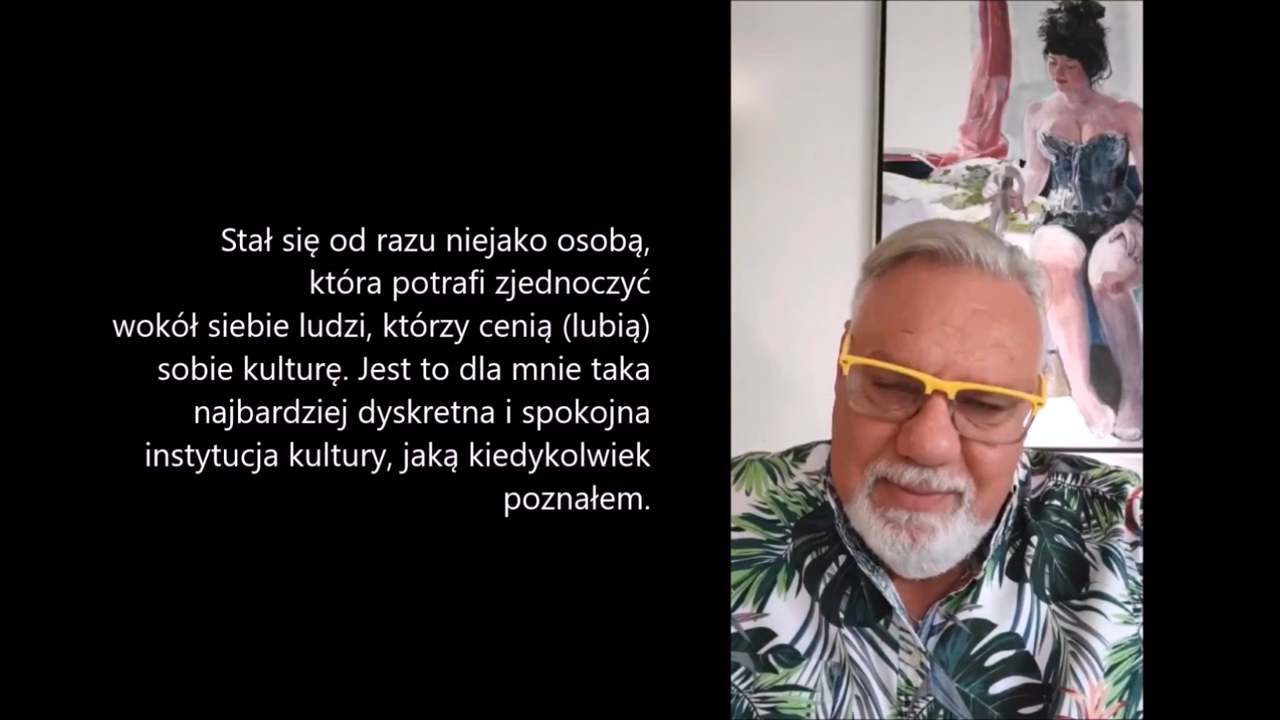 Stał się od razu niejako osobą,
która potrafi zjednoczyć
wokół siebie ludzi, którzy cenią (lubią)
sobie kulturę. Jest to dla mnie taka
najbardziej dyskretna i spokojna
instytucja kultury, jaką kiedykolwiek
poznałem.